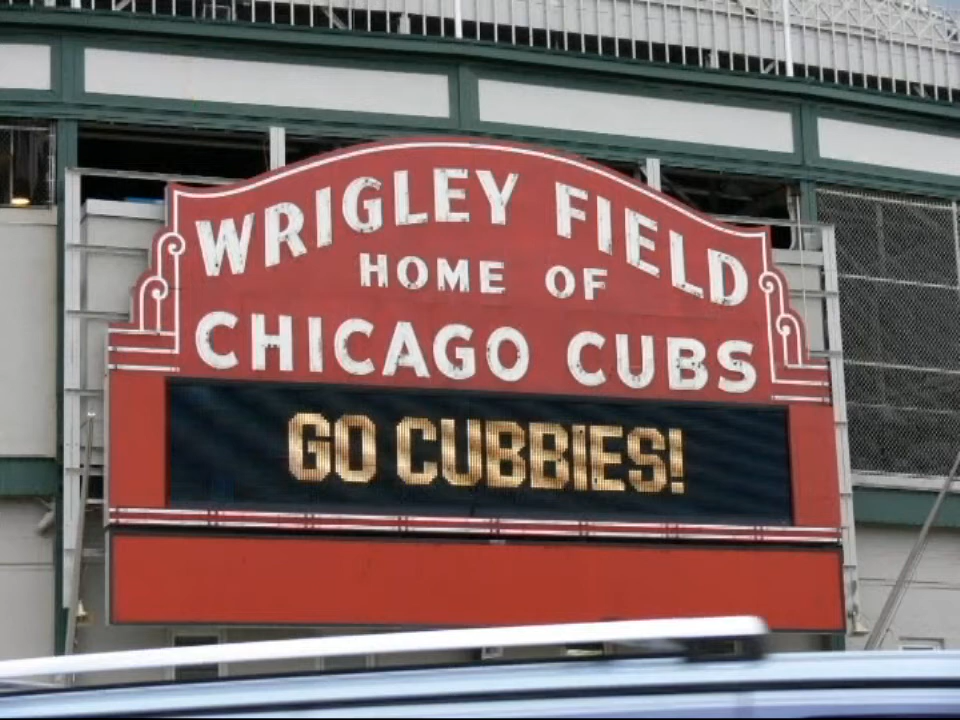 WRIGLEY FIELD
HOME OF
CHICAGO CUBS
GO CUBBIES!